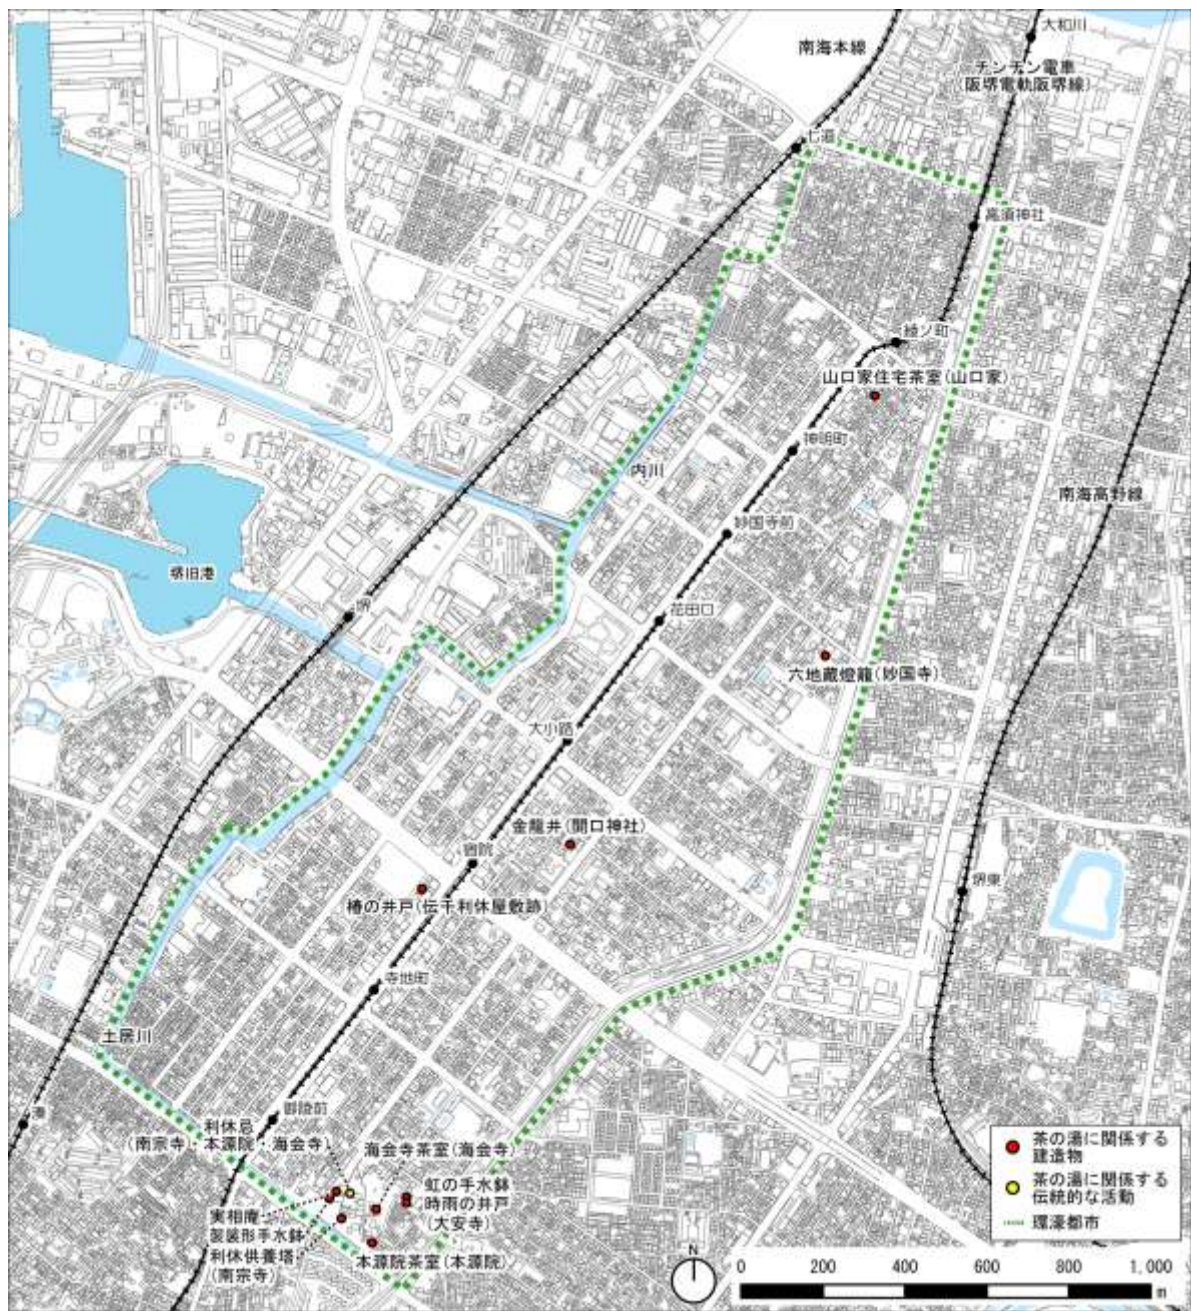 大和川
南海本線
チンチン電車
阪堺電軌阪堺線)
七道
高須神社
綾ノ町
山口家住宅茶室(山口家)
神明町
内川
南海高野線
妙国寺前
堺旧港
堺
花田口
六地蔵燈籠(妙国寺)
大小路
金龍井(開口神社)
宿院
堺東
椿の井戸(伝千利休屋敷跡)
寺地町
土居川
湊
御陵前
利休忌
(南宗寺・本源院・海会寺)
海会寺茶室(海会寺)
虹の手水鉢
時雨の井戸
(大安寺)
実相庵
袈裟形手水鉢
利休供養塔
(南宗寺)
本源院茶室(本源院)
茶の湯に関係する
建造物
茶の湯に関係する
伝統的な活動
環濠都市
N
0 200 400 600 800 1,000
m